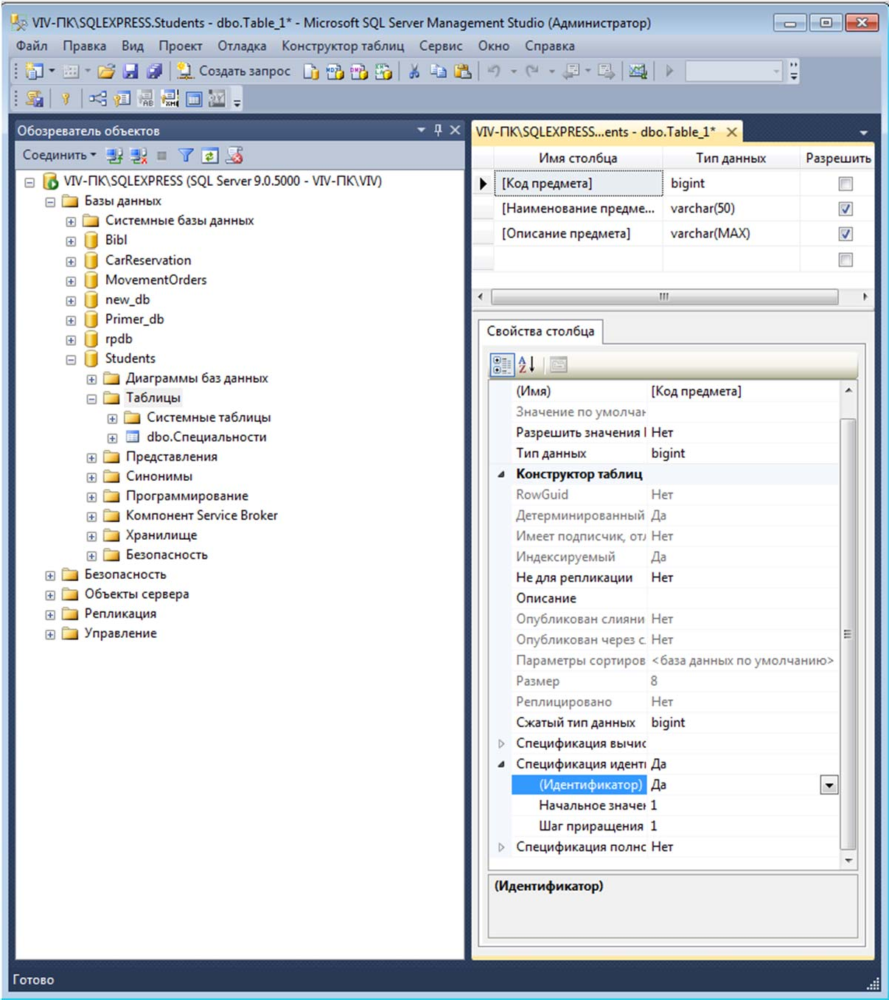 VIV-ПК\SQLEXPRESS.Students - dbo.Table_1* - Microsoft SQL Server Management Studio (Администратор)
Файл Правка Вид Проект Отладка Конструктор таблиц Сервис Окно Справка
Создать запрос
Обозреватель объектов
Соединить
VIV-ПК\SQLEXPRESS (SQL Server 9.0.5000 - VIV-ПК\VIV)
Базы данных
Системные базы данных
Bibl
CarReservation
MovementOrders
new_db
Primer_db
rpdb
Students
Диаграммы баз данных
Таблицы
Системные таблицы
dbo.Специальности
Представления
Синонимы
Программирование
Компонент Service Broker
Хранилище
Безопасность
Безопасность
Объекты сервера
Репликация
Управление
VIV-ПК\SQLEXPRESS...ents - dbo.Table_1*
Имя столбца Тип данных Разрешить
[Код предмета] bigint
[Наименование предме... varchar(50)
[Описание предмета] varchar(MAX)
Свойства столбца
(Имя) [Код предмета]
Значение по умолчан
Разрешить значения Нет
Тип данных bigint
Конструктор таблиц
RowGuid Нет
Детерминированный Да
Имеет подписчик, отл Нет
Индексируемый Да
Не для репликации Нет
Описание
Опубликован слияни Нет
Опубликован через с. Нет
Параметры сортиров <база данных по умолчанию>
Размер 8
Реплицировано Нет
Сжатый тип данных bigint
Спецификация вычис
Спецификация иденти Да
(Идентификатор) Да
Начальное значен 1
Шаг приращения 1
Спецификация полнс Нет
(Идентификатор)
Готово